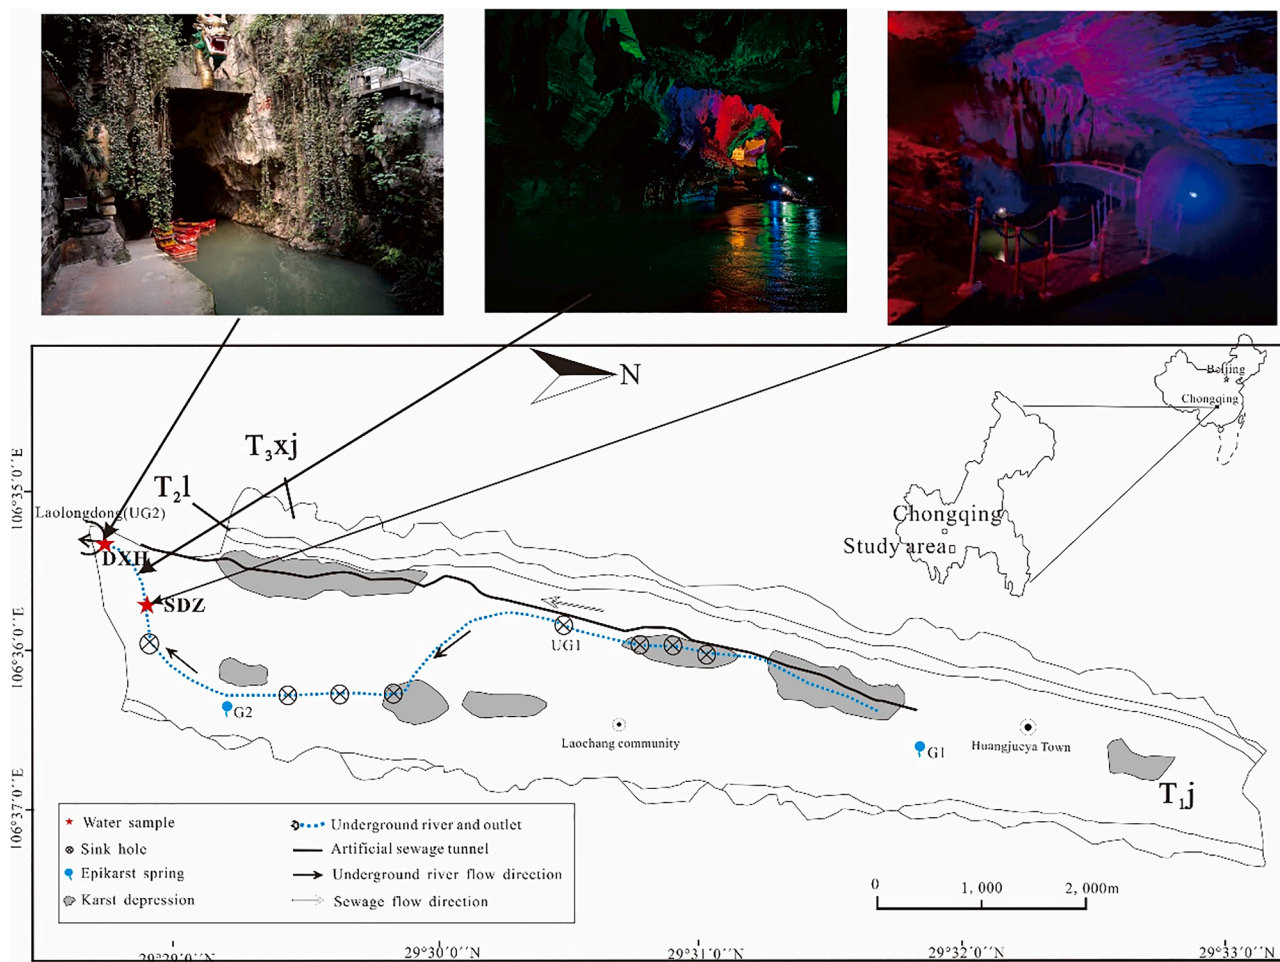 N
Beijing
Chongqing
T₃xj
106°35′0′′E
T₂l
Laolongdong(UG2)
Chongqing
Study area
DXH
SDZ
UG1
106°36′0′′E
G2
Laochang community
G1
Huangjueya Town
T₁j
106°37′0′′E
Water sample
Sink hole
Epikarst spring
Karst depression
Underground river and outlet
Artificial sewage tunnel
Underground river flow direction
Sewage flow direction
0 1, 000 2, 000m
29°29′0′′N 29°30′0′′N 29°31′0′′N 29°32′0′′N 29°33′0′′N